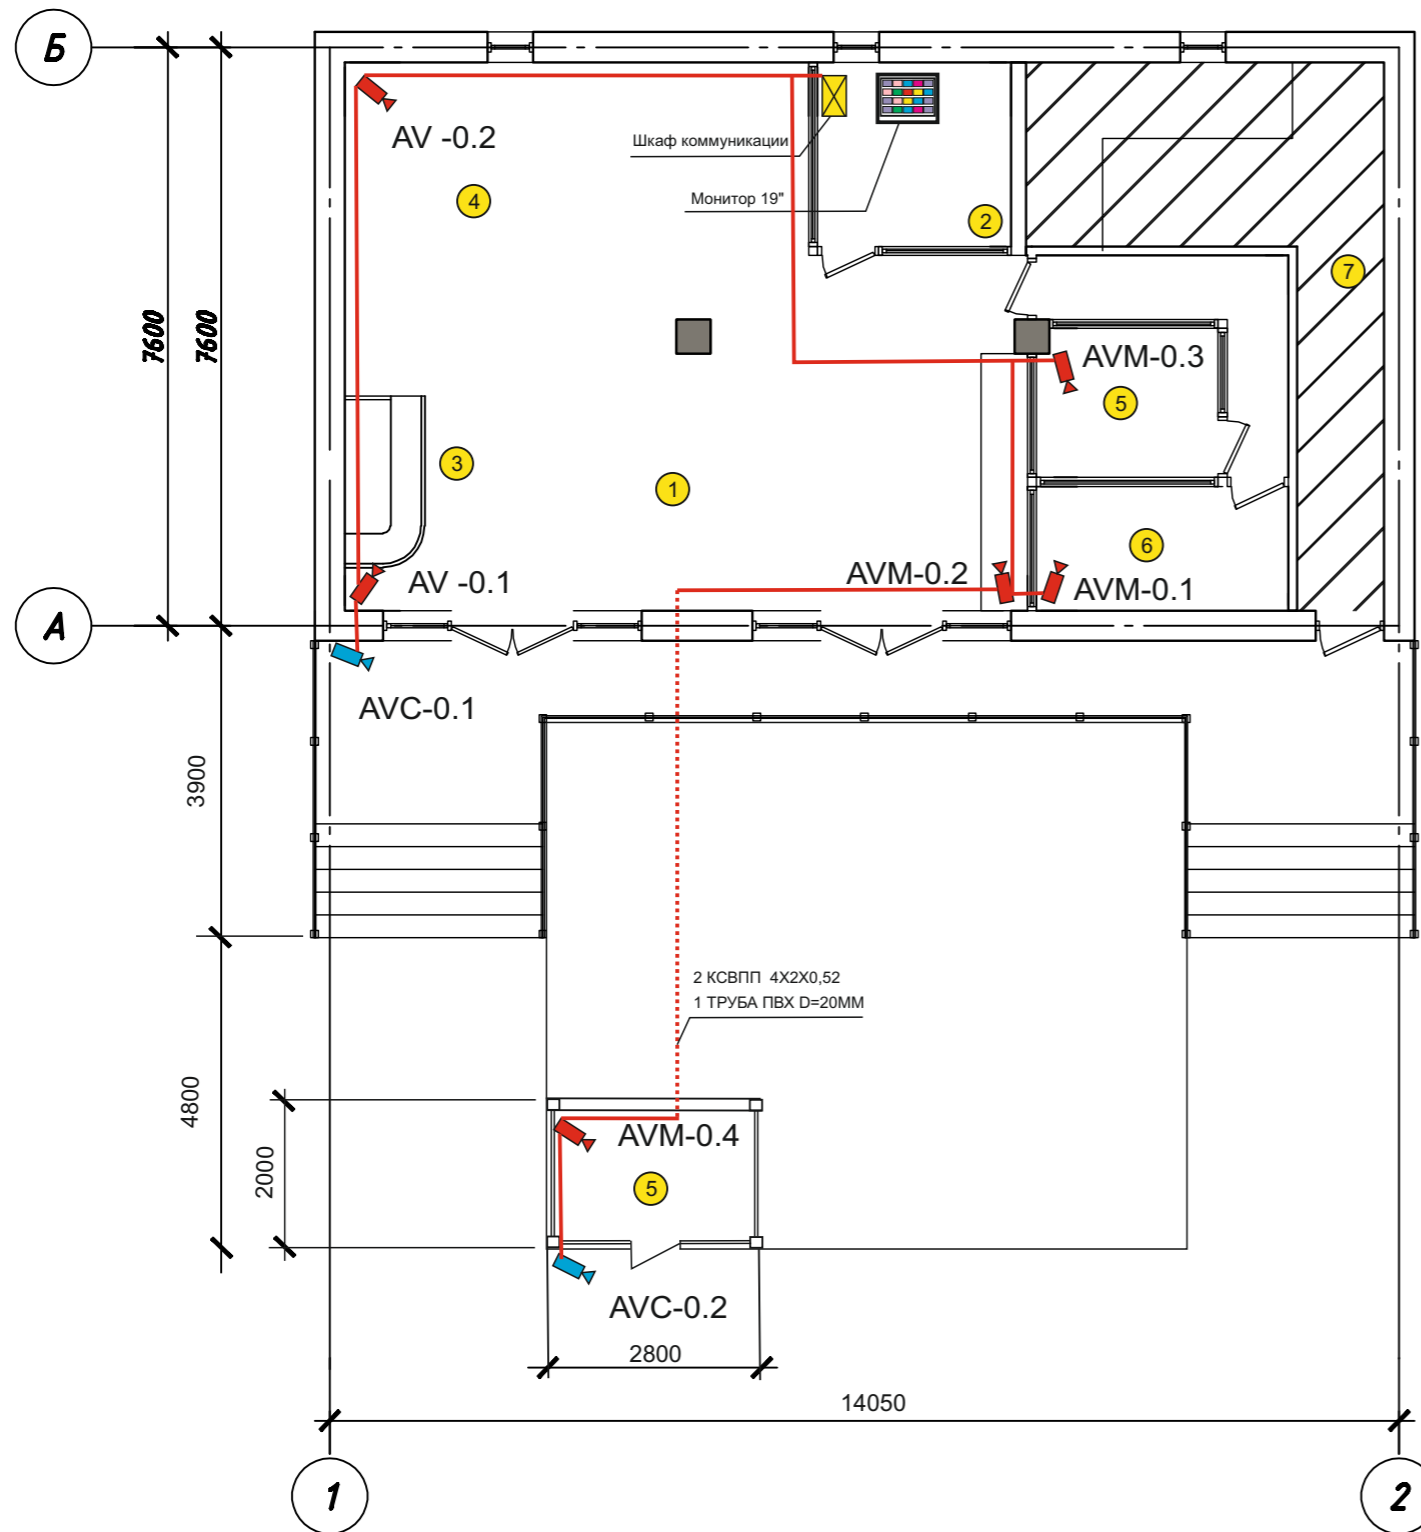 Б
AV -0.2
Шкаф коммуникации
Монитор 19"
4
2
7
7600
7600
AVM-0.3
5
3
1
6
AV -0.1
AVM-0.2
AVM-0.1
А
AVC-0.1
3900
2 КСВПП 4X2X0,52
1 ТРУБА ПВХ D=20ММ
4800
2000
AVM-0.4
5
AVC-0.2
2800
14050
1
2